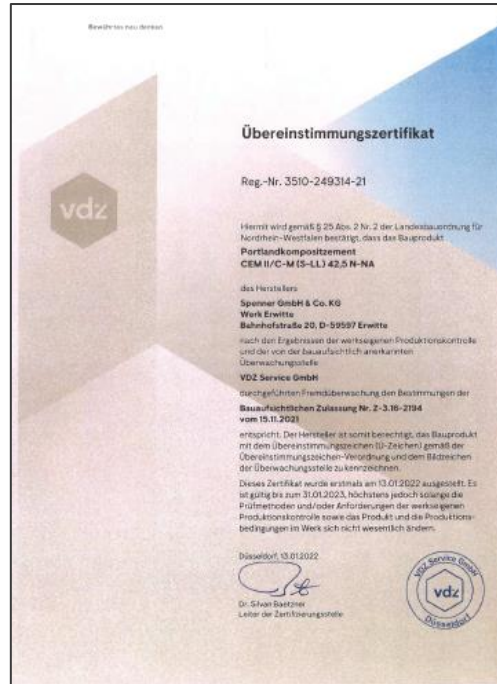 Bewährtes neu denken
Übereinstimmungszertifikat
Reg.-Nr. 3510-249314-21
vdz
Hiermit wird gemäß § 25 Abs. 2 Nr. 2 der Landesbauordnung für
Nordrhein-Westfalen bestätigt, dass das Bauprodukt
Portlandkompositzement
CEM II/C-M (S-LL) 42,5 N-NA
des Herstellers
Spenner GmbH & Co. KG
Werk Erwitte
Bahnhofstraße 20, D-59597 Erwitte
nach den Ergebnissen der werkseigenen Produktionskontrolle
und der von der bauaufsichtlich anerkannten
Überwachungsstelle
VDZ Service GmbH
durchgeführten Fremdüberwachung den Bestimmungen der
Bauaufsichtlichen Zulassung Nr. Z-3.16-2194
vom 15.11.2021
entspricht. Der Hersteller ist somit berechtigt, das Bauprodukt
mit dem Übereinstimmungszeichen (Ü-Zeichen) gemäß der
Übereinstimmungszeichen-Verordnung und dem Bildzeichen
der Überwachungsstelle zu kennzeichnen.
Dieses Zertifikat wurde erstmals am 13.01.2022 ausgestellt. Es
ist gültig bis zum 31.01.2023, höchstens jedoch solange die
Prüfmethoden und/oder Anforderungen der werkseigenen
Produktionskontrolle sowie das Produkt und die Produktions-
bedingungen im Werk sich nicht wesentlich ändern.
Düsseldorf, 13.01.2022
Dr. Silvan Baetzner
Leiter der Zertifizierungsstelle
VDZ Service GmbH
vdz
Düsseldorf